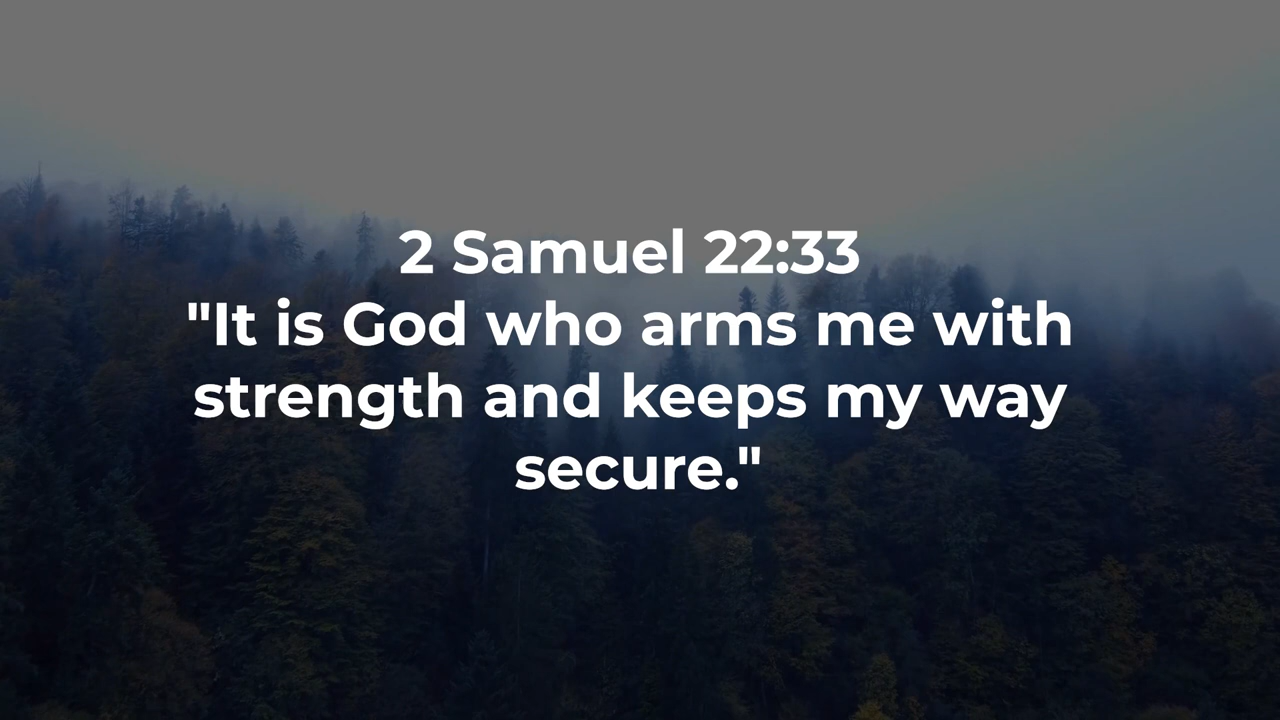 2 Samuel 22:33
"It is God who arms me with
strength and keeps my way
secure."